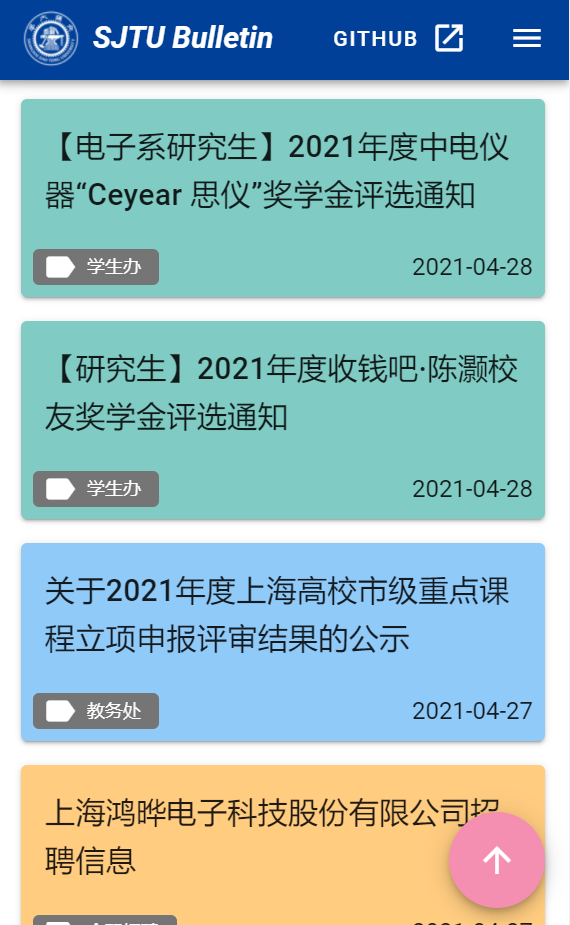 SJTU Bulletin
GITHUB
【电子系研究生】2021年度中电仪
器“Ceyear 思仪”奖学金评选通知
学生办
2021-04-28
【研究生】2021年度收钱吧·陈灏校
友奖学金评选通知
学生办
2021-04-28
关于2021年度上海高校市级重点课
程立项申报评审结果的公示
教务处
2021-04-27
上海鸿晔电子科技股份有限公司招
聘信息